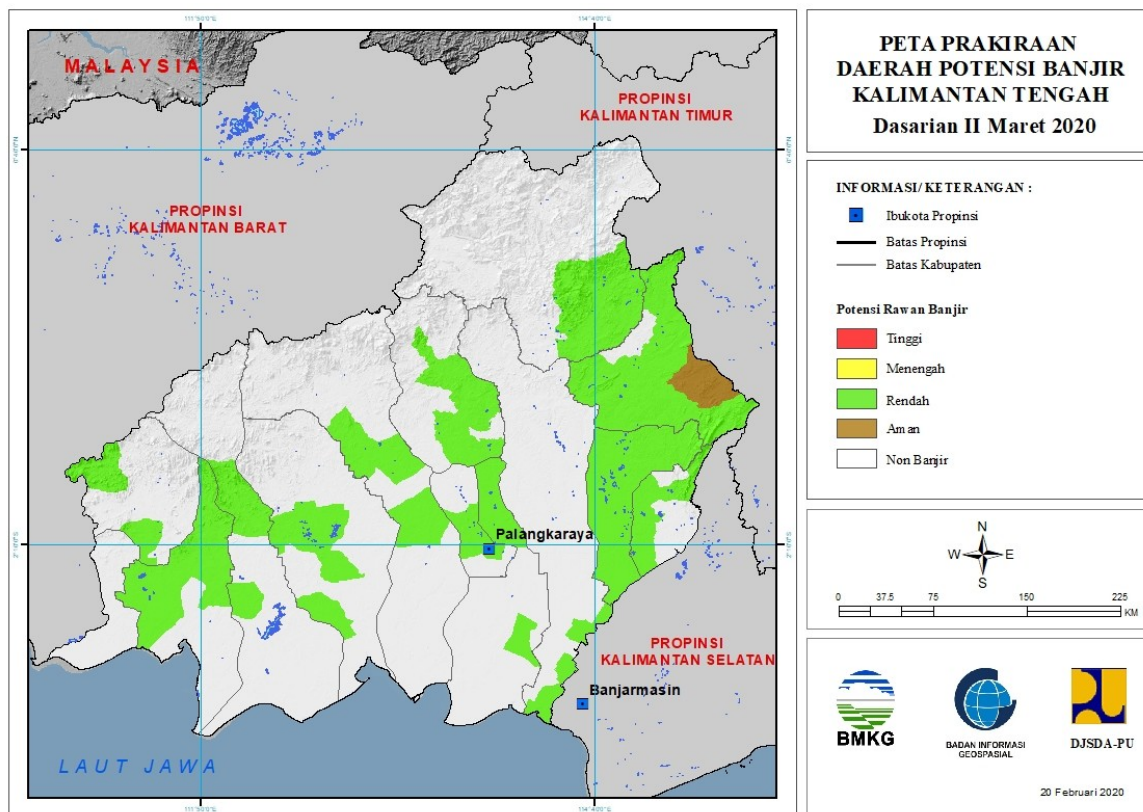 PETA PRAKIRAAN
DAERAH POTENSI BANJIR
KALIMANTAN TENGAH
Dasarian II Maret 2020
INFORMASI/ KETERANGAN :
Ibukota Propinsi
Batas Propinsi
Batas Kabupaten
Potensi Rawan Banjir
Tinggi
Menengah
Rendah
Aman
Non Banjir
N
W E
S
0 37.5 75 150 225
KM
BMKG
BADAN INFORMASI
GEOSPASIAL
DJSDA-PU
20 Februari 2020
MALAYSIA
PROPINSI
KALIMANTAN TIMUR
PROPINSI
KALIMANTAN BARAT
Palangkaraya
PROPINSI
KALIMANTAN SELATAN
Banjarmasin
LAUT JAWA